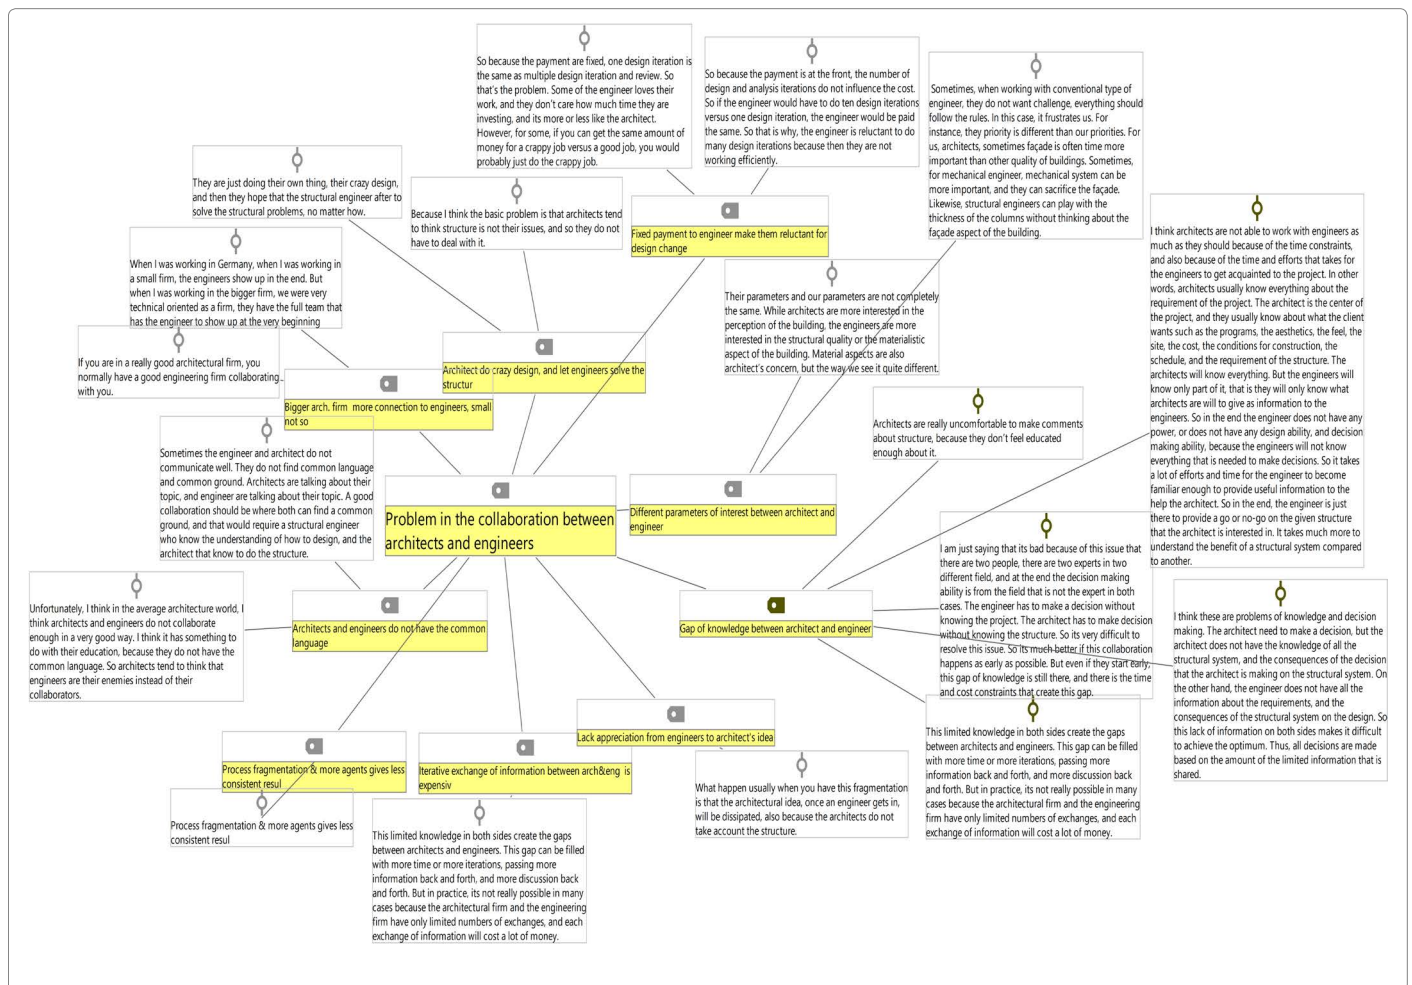 So because the payment are fixed, one design iteration is
the same as multiple design iteration and review. So
that's the problem. Some of the engineer loves their
work, and they don't care how much time they are
investing, and its more or less like the architect.
However, for some, if you can get the same amount of
money for a crappy job versus a good job, you would
probably just do the crappy job.
So because the payment is at the front, the number of
design and analysis iterations do not influence the cost.
So if the engineer would have to do ten design iterations
versus one design iteration, the engineer would be paid
the same. So that is why, the engineer is reluctant to do
many design iterations because then they are not
working efficiently.
Sometimes, when working with conventional type of
engineer, they do not want challenge, everything should
follow the rules. In this case, it frustrates us. For
instance, they priority is different than our priorities. For
us, architects, sometimes façade is often time more
important than other quality of buildings. Sometimes,
for mechanical engineer, mechanical system can be
more important, and they can sacrifice the façade.
Likewise, structural engineers can play with the
thickness of the columns without thinking about the
façade aspect of the building.
They are just doing their own thing, their crazy design,
and then they hope that the structural engineer after to
solve the structural problems, no matter how.
Because I think the basic problem is that architects tend
to think structure is not their issues, and so they do not
have to deal with it.
Fixed payment to engineer make them reluctant for
design change
When I was working in Germany, when I was working in
a small firm, the engineers show up in the end. But
when I was working in the bigger firm, we were very
technical oriented as a firm, they have the full team that
has the engineer to show up at the very beginning
Their parameters and our parameters are not completely
the same. While architects are more interested in the
perception of the building, the engineers are more
interested in the structural quality or the materialistic
aspect of the building. Material aspects are also
architect's concern, but the way we see it quite different.
I think architects are not able to work with engineers as
much as they should because of the time constraints,
and also because of the time and efforts that takes for
the engineers to get acquainted to the project. In other
words, architects usually know everything about the
requirement of the project. The architect is the center of
the project, and they usually know about what the client
wants such as the programs, the aesthetics, the feel, the
site, the cost, the conditions for construction, the
schedule, and the requirement of the structure. The
architects will know everything. But the engineers will
know only part of it, that is they will only know what
architects are will to give as information to the
engineers. So in the end the engineer does not have any
power, or does not have any design ability, and decision
making ability, because the engineers will not know
everything that is needed to make decisions. So it takes
a lot of efforts and time for the engineer to become
familiar enough to provide useful information to the
help the architect. So in the end, the engineer is just
there to provide a go or no-go on the given structure
that the architect is interested in. It takes much more to
understand the benefit of a structural system compared
to another.
If you are in a really good architectural firm, you
normally have a good engineering firm collaborating
with you.
Architect do crazy design, and let engineers solve the
structur
Bigger arch. firm more connection to engineers, small
not so
Architects are really uncomfortable to make comments
about structure, because they don't feel educated
enough about it.
Sometimes the engineer and architect do not
communicate well. They do not find common language
and common ground. Architects are talking about their
topic, and engineer are talking about their topic. A good
collaboration should be where both can find a common
ground, and that would require a structural engineer
who know the understanding of how to design, and the
architect that know to do the structure.
Problem in the collaboration between
architects and engineers
Different parameters of interest between architect and
engineer
I am just saying that its bad because of this issue that
there are two people, there are two experts in two
different field, and at the end the decision making
ability is from the field that is not the expert in both
cases. The engineer has to make a decision without
knowing the project. The architect has to make decision
without knowing the structure. So its very difficult to
resolve this issue. So its much better if this collaboration
happens as early as possible. But even if they start early,
this gap of knowledge is still there, and there is the time
and cost constraints that create this gap.
Unfortunately, I think in the average architecture world, I
think architects and engineers do not collaborate
enough in a very good way. I think it has something to
do with their education, because they do not have the
common language. So architects tend to think that
engineers are their enemies instead of their
collaborators.
Architects and engineers do not have the common
language
Gap of knowledge between architect and engineer
I think these are problems of knowledge and decision
making. The architect need to make a decision, but the
architect does not have the knowledge of all the
structural system, and the consequences of the decision
that the architect is making on the structural system. On
the other hand, the engineer does not have all the
information about the requirements, and the
consequences of the structural system on the design. So
this lack of information on both sides makes it difficult
to achieve the optimum. Thus, all decisions are made
based on the amount of the limited information that is
shared.
Lack appreciation from engineers to architect's idea
This limited knowledge in both sides create the gaps
between architects and engineers. This gap can be filled
with more time or more iterations, passing more
information back and forth, and more discussion back
and forth. But in practice, its not really possible in many
cases because the architectural firm and the engineering
firm have only limited numbers of exchanges, and each
exchange of information will cost a lot of money.
Process fragmentation & more agents gives less
consistent resul
Iterative exchange of information between arch&eng is
expensiv
What happen usually when you have this fragmentation
is that the architectural idea, once an engineer gets in,
will be dissipated, also because the architects do not
take account the structure.
Process fragmentation & more agents gives less
consistent resul
This limited knowledge in both sides create the gaps
between architects and engineers. This gap can be filled
with more time or more iterations, passing more
information back and forth, and more discussion back
and forth. But in practice, its not really possible in many
cases because the architectural firm and the engineering
firm have only limited numbers of exchanges, and each
exchange of information will cost a lot of money.